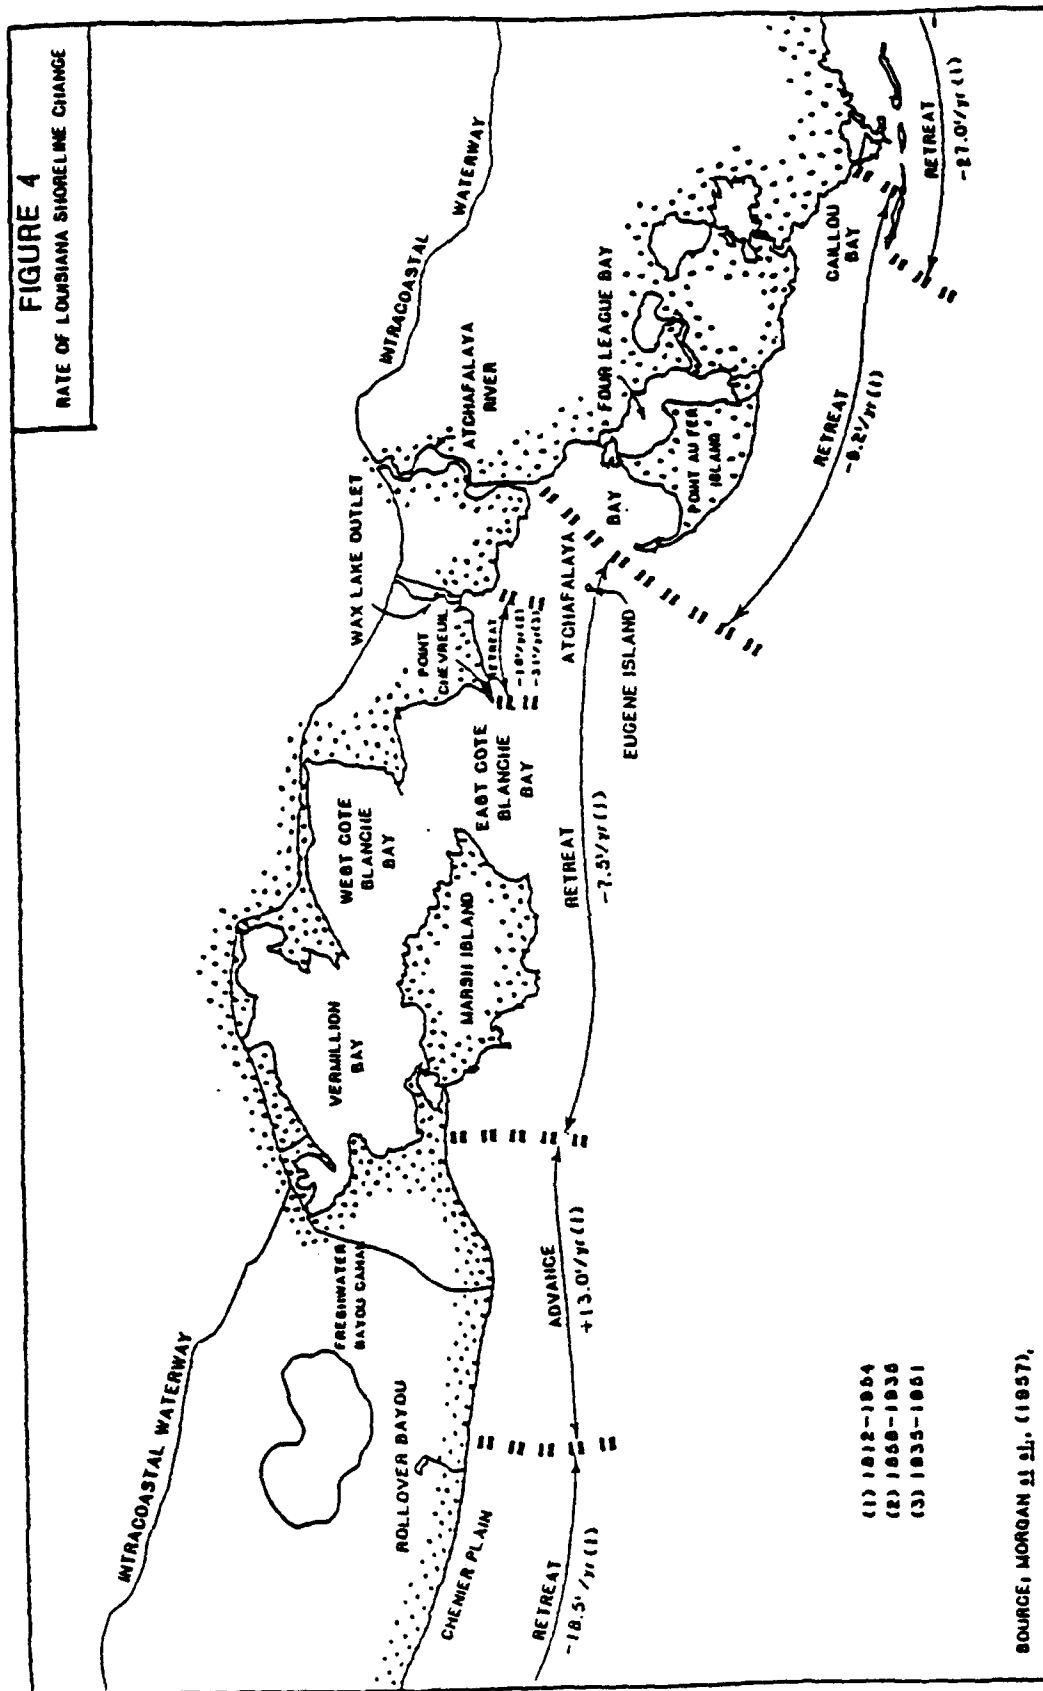 FIGURE 4
RATE OF LOUISIANA SHORELINE CHANGE
INTRACOASTAL WATERWAY
INTRACOASTAL
WATERWAY
WAX LAKE OUTLET
ATCHAFALAYA
RIVER
FRESHWATER
BAYOU CANAL
ROLLOVER BAYOU
CHENIER PLAIN
VERMILLION
BAY
WEST COTE
BLANCHE
BAY
MARSH ISLAND
EAST COTE
BLANCHE
BAY
POINT
CHEVREUIL
RETREAT
ATCHAFALAYA
BAY
EUGENE ISLAND
FOUR LEAGUE BAY
POINT AU FER
ISLAND
CAILLOU
BAY
RETREAT
-18.5'/yr (1)
ADVANCE
+13.0'/yr (1)
RETREAT
-7.5'/yr (1)
RETREAT
-9.2'/yr (1)
RETREAT
-27.0'/yr (1)
(1) 1812-1954
(3) 1935-1951
SOURCE: MORGAN et al. (1957).